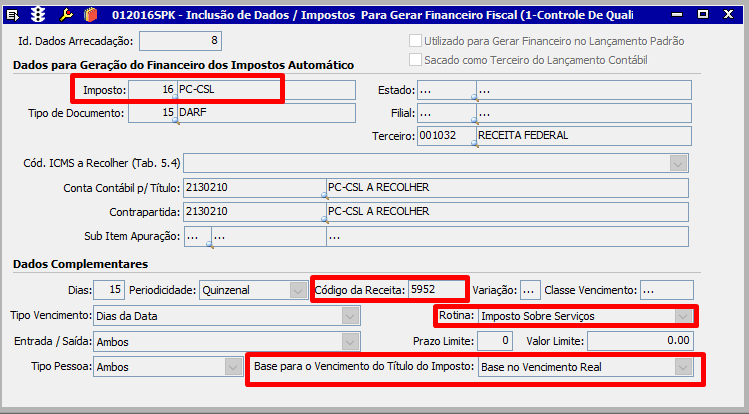 012016SPK - Inclusão de Dados / Impostos Para Gerar Financeiro Fiscal (1-Controle De Quali
Id. Dados Arrecadação: 8 Utilizado para Gerar Financeiro no Lançamento Padrão
Sacado como Terceiro do Lançamento Contábil
Dados para Geração do Financeiro dos Impostos Automático
Imposto: 16 PC-CSL Estado: ... ...
Tipo de Documento: 15 DARF Filial: ... ...
Terceiro: 001032 RECEITA FEDERAL
Cód. ICMS a Recolher (Tab. 5.4)
Conta Contábil p/ Título: 2130210 PC-CSL A RECOLHER
Contrapartida: 2130210 PC-CSL A RECOLHER
Sub Item Apuração: ... ... ...
Dados Complementares
Dias: 15 Periodicidade: Quinzenal Código da Receita: 5952 Variação: ... Classe Vencimento: ...
Tipo Vencimento: Dias da Data Rotina: Imposto Sobre Serviços
Entrada / Saída: Ambos Prazo Limite: 0 Valor Limite: 0.00
Tipo Pessoa: Ambos Base para o Vencimento do Título do Imposto: Base no Vencimento Real